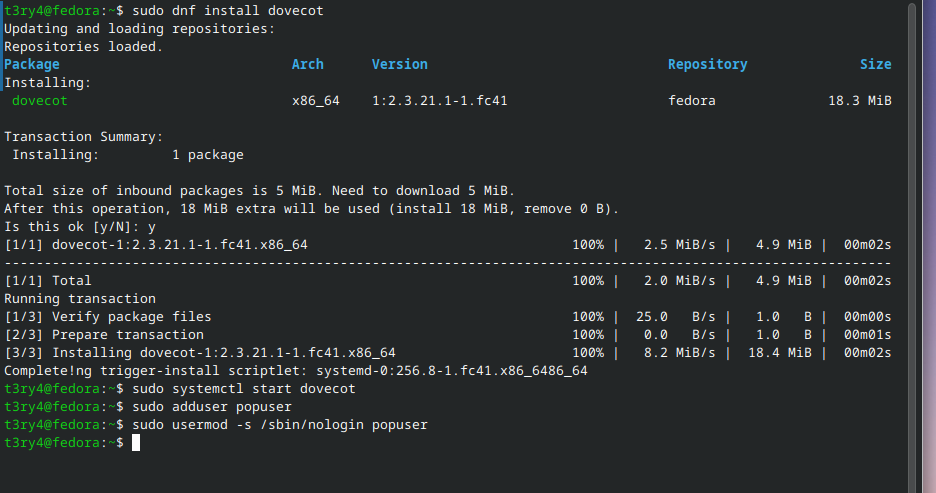 t3ry4@fedora:~$ sudo dnf install dovecot
Updating and loading repositories:
Repositories loaded.
Package Arch Version Repository Size
Installing:
dovecot x86_64 1:2.3.21.1-1.fc41 fedora 18.3 MiB
Transaction Summary:
Installing: 1 package
Total size of inbound packages is 5 MiB. Need to download 5 MiB.
After this operation, 18 MiB extra will be used (install 18 MiB, remove 0 B).
Is this ok [y/N]: y
[1/1] dovecot-1:2.3.21.1-1.fc41.x86_64 100% | 2.5 MiB/s | 4.9 MiB | 00m02s
--------------------------------------------------------------------------------------------------------------
[1/1] Total 100% | 2.0 MiB/s | 4.9 MiB | 00m02s
Running transaction
[1/3] Verify package files 100% | 25.0 B/s | 1.0 B | 00m00s
[2/3] Prepare transaction 100% | 0.0 B/s | 1.0 B | 00m01s
[3/3] Installing dovecot-1:2.3.21.1-1.fc41.x86_64 100% | 8.2 MiB/s | 18.4 MiB | 00m02s
Complete!ng trigger-install scriptlet: systemd-0:256.8-1.fc41.x86_6486_64
t3ry4@fedora:~$ sudo systemctl start dovecot
t3ry4@fedora:~$ sudo adduser popuser
t3ry4@fedora:~$ sudo usermod -s /sbin/nologin popuser
t3ry4@fedora:~$